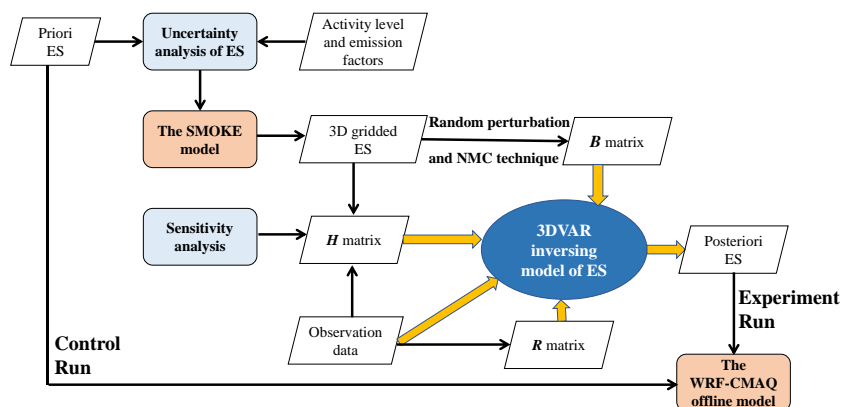 Priori
ES
Uncertainty
analysis of ES
Activity level
and emission
factors
The SMOKE
model
3D gridded
ES
Random perturbation
and NMC technique
B matrix
Sensitivity
analysis
H matrix
3DVAR
inversing
model of ES
Posteriori
ES
Observation
data
R matrix
Experiment
Run
Control
Run
The
WRF-CMAQ
offline model